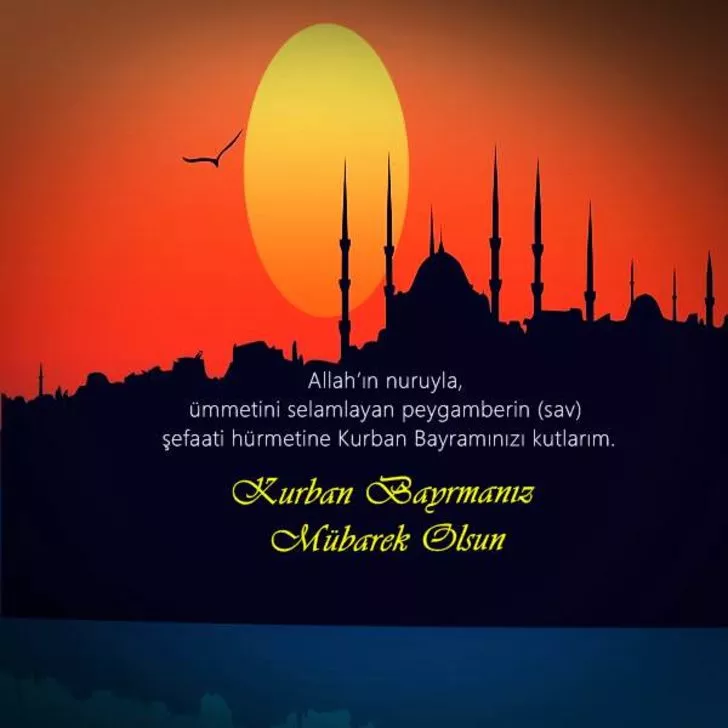 Allah'ın nuruyla,
ümmetini selamlayan peygamberin (sav)
şefaati hürmetine Kurban Bayramınızı kutlarım.
Kurban Bayrmanız
Mübarek Olsun